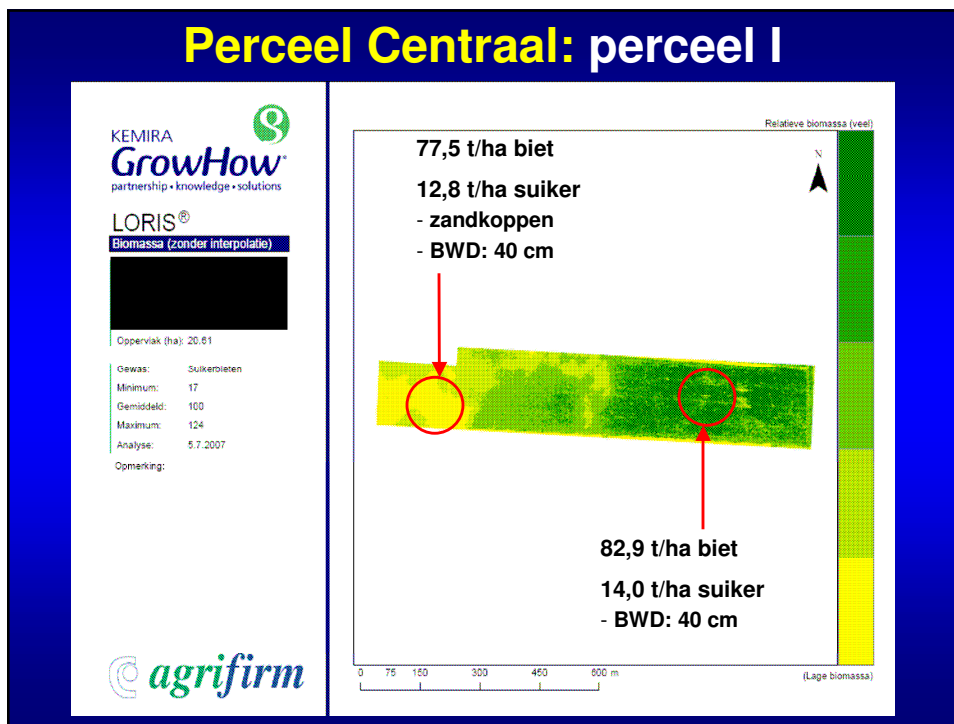 Perceel Centraal: perceel I
KEMIRA
GrowHow
partnership • knowledge • solutions
LORIS®
Biomassa (zonder interpolatie)
Oppervlak (ha): 20.61
Gewas: Suikerbieten
Minimum: 17
Gemiddeld: 100
Maximum: 124
Analyse: 5.7.2007
Opmerking:
agrifirm
Relatieve biomassa (veel)
N
77,5 t/ha biet
12,8 t/ha suiker
- zandkoppen
- BWD: 40 cm
82,9 t/ha biet
14,0 t/ha suiker
- BWD: 40 cm
0 75 150 300 450 600 m
(Lage biomassa)